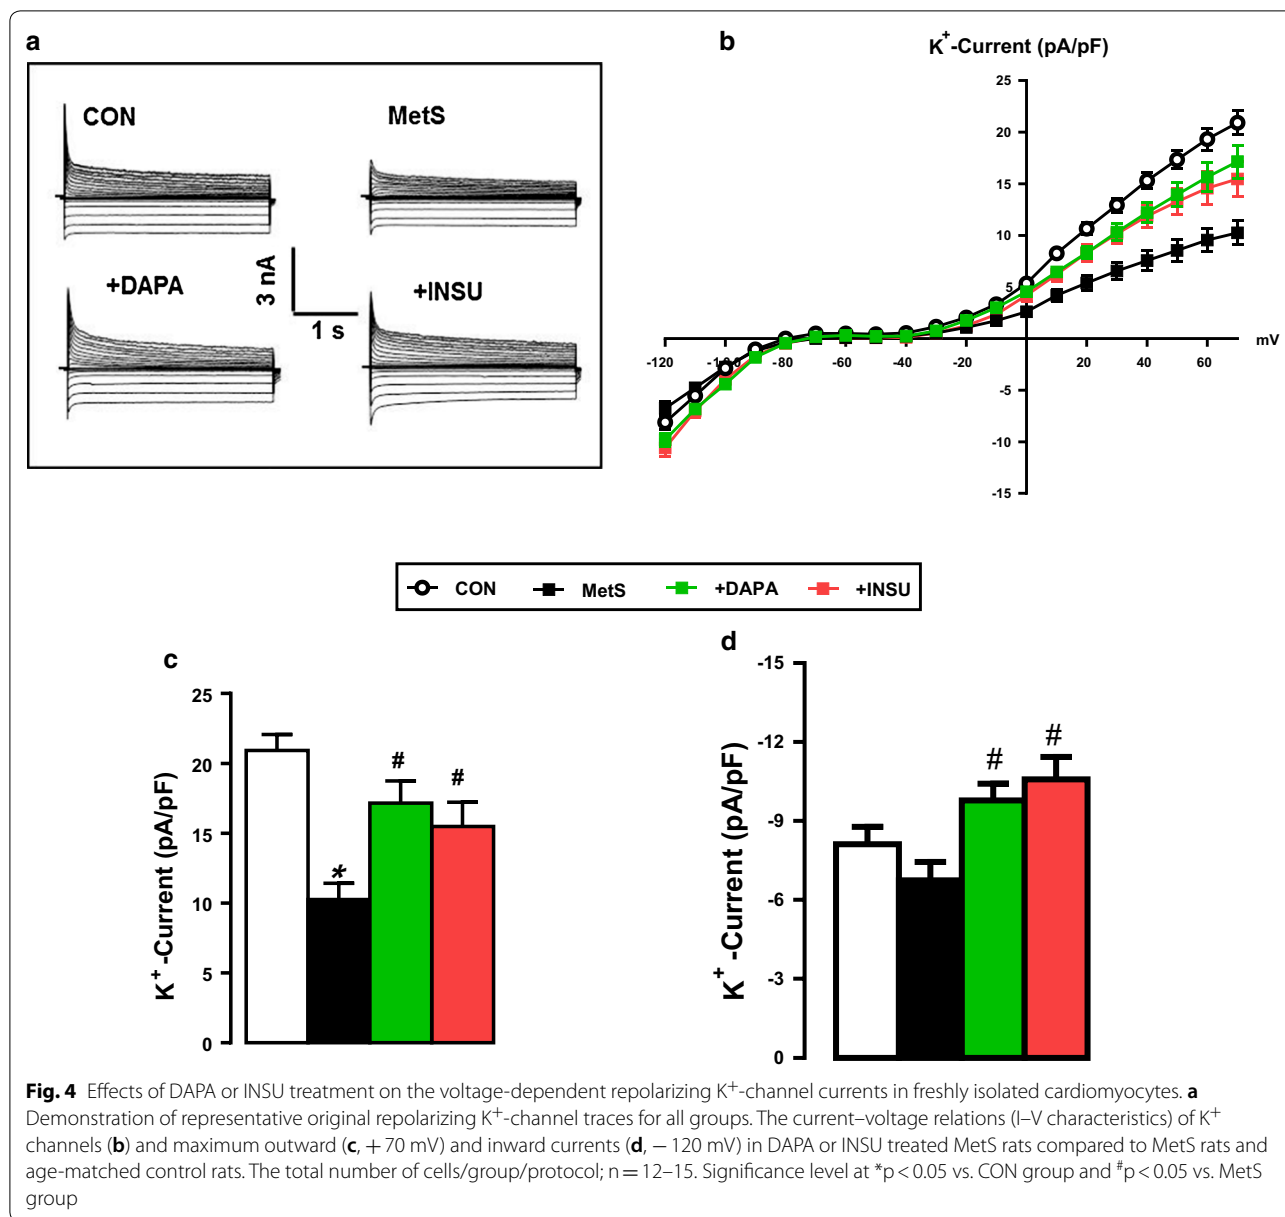 a
CON
MetS
+DAPA
+INSU
3 nA
1 s
b
K+-Current (pA/pF)
25
20
15
10
5
-5
-10
-15
-120
-100
-80
-60
-40
-20
20
40
60
mV
CON
MetS
+DAPA
+INSU
c
K+-Current (pA/pF)
25
20
15
10
5
0
*
#
#
d
K+ -Current (pA/pF)
-15
-12
-9
-6
-3
0
#
#
Fig. 4 Effects of DAPA or INSU treatment on the voltage-dependent repolarizing K+-channel currents in freshly isolated cardiomyocytes. a
Demonstration of representative original repolarizing K+-channel traces for all groups. The current–voltage relations (I–V characteristics) of K+
channels (b) and maximum outward (c, + 70 mV) and inward currents (d, − 120 mV) in DAPA or INSU treated MetS rats compared to MetS rats and
age-matched control rats. The total number of cells/group/protocol; n = 12–15. Significance level at *p < 0.05 vs. CON group and #p < 0.05 vs. MetS
group